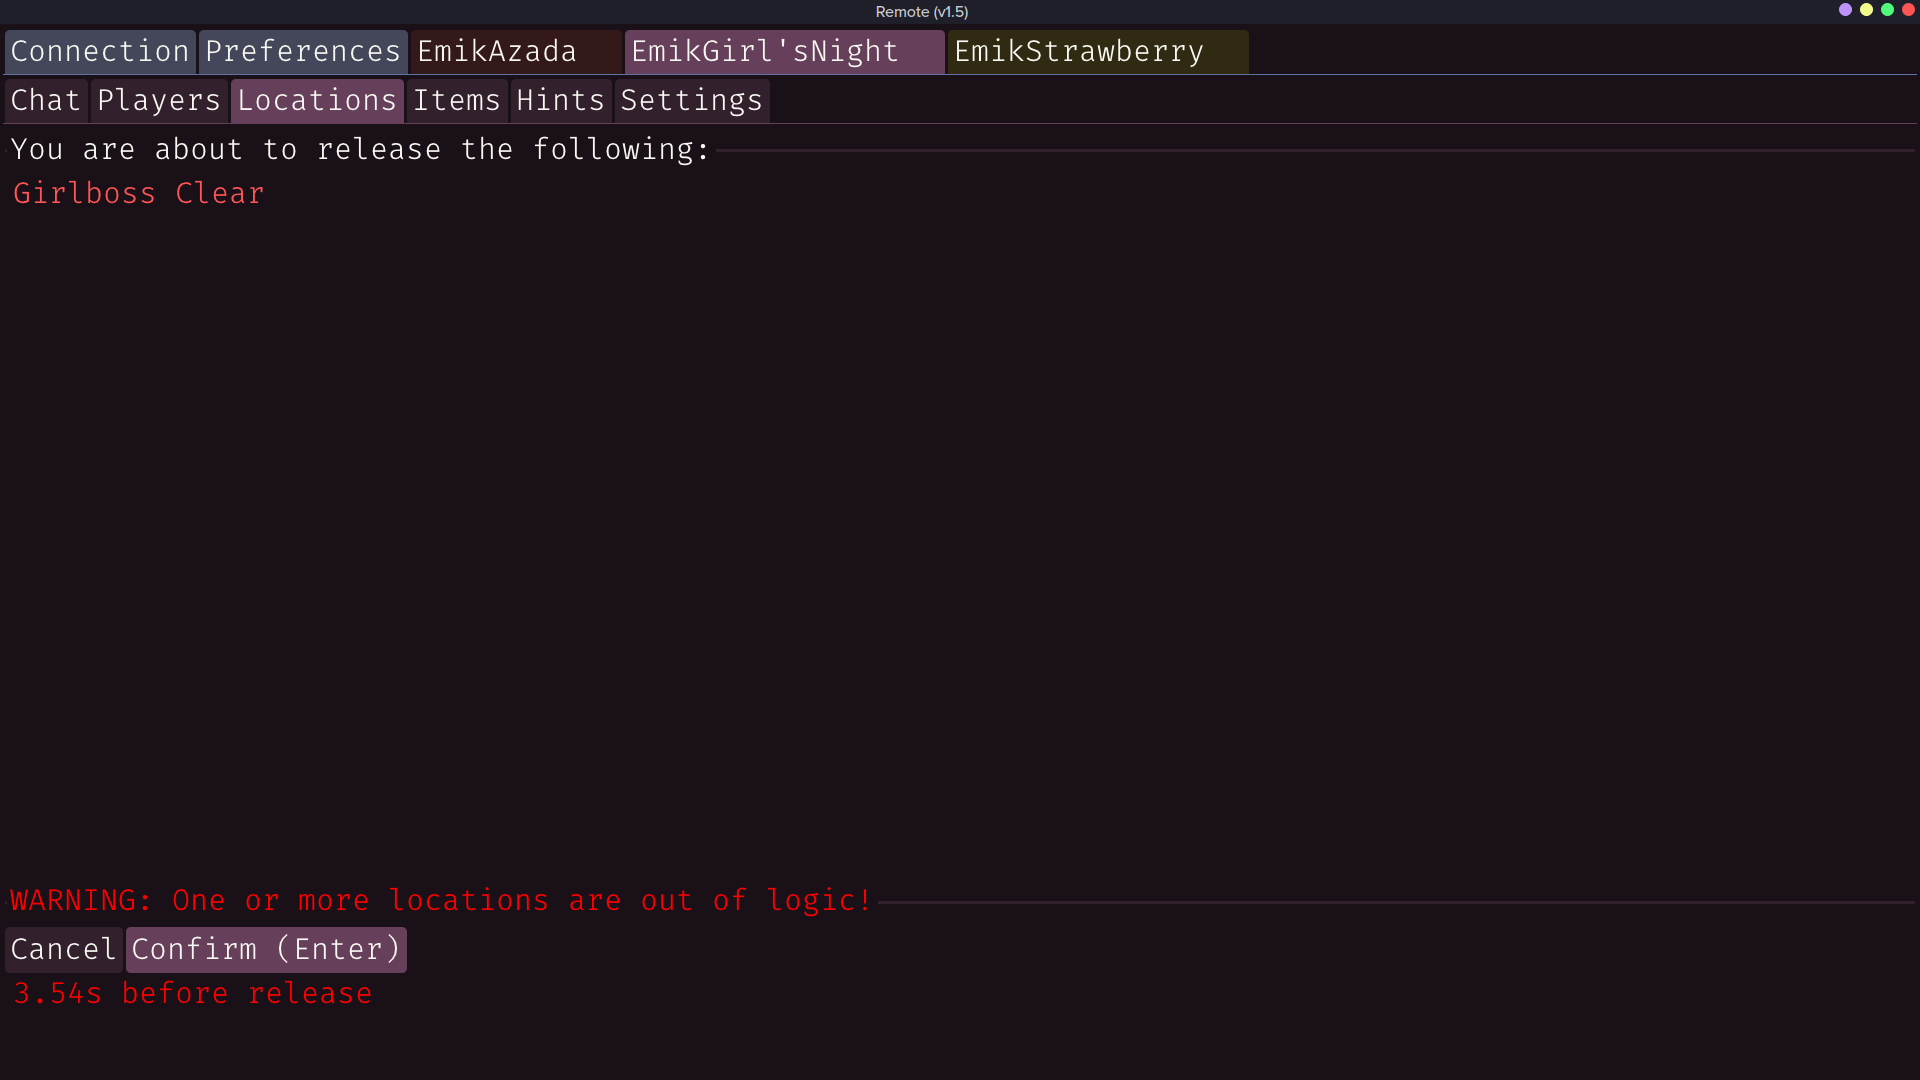 Remote (v1.5)
Connection Preferences EmikAzada EmikGirl'sNight EmikStrawberry
Chat Players Locations Items Hints Settings
You are about to release the following:
Girlboss Clear
WARNING: One or more locations are out of logic!
Cancel Confirm (Enter)
3.54s before release